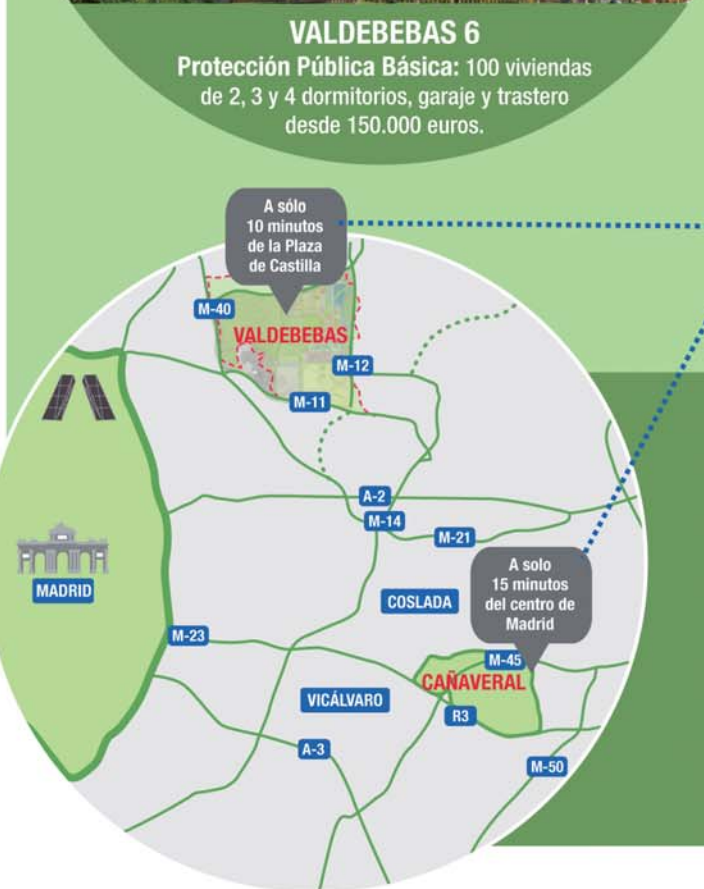 VALDEBEBAS 6
Protección Pública Básica: 100 viviendas
de 2, 3 y 4 dormitorios, garaje y trastero
desde 150.000 euros.
A sólo
10 minutos
de la Plaza
de Castilla
M-40
VALDEBEBAS
M-12
M-11
A-2
M-14
M-21
A solo
15 minutos
del centro de
Madrid
MADRID
COSLADA
M-23
M-45
CAÑAVERAL
VICÁLVARO
R3
A-3
M-50